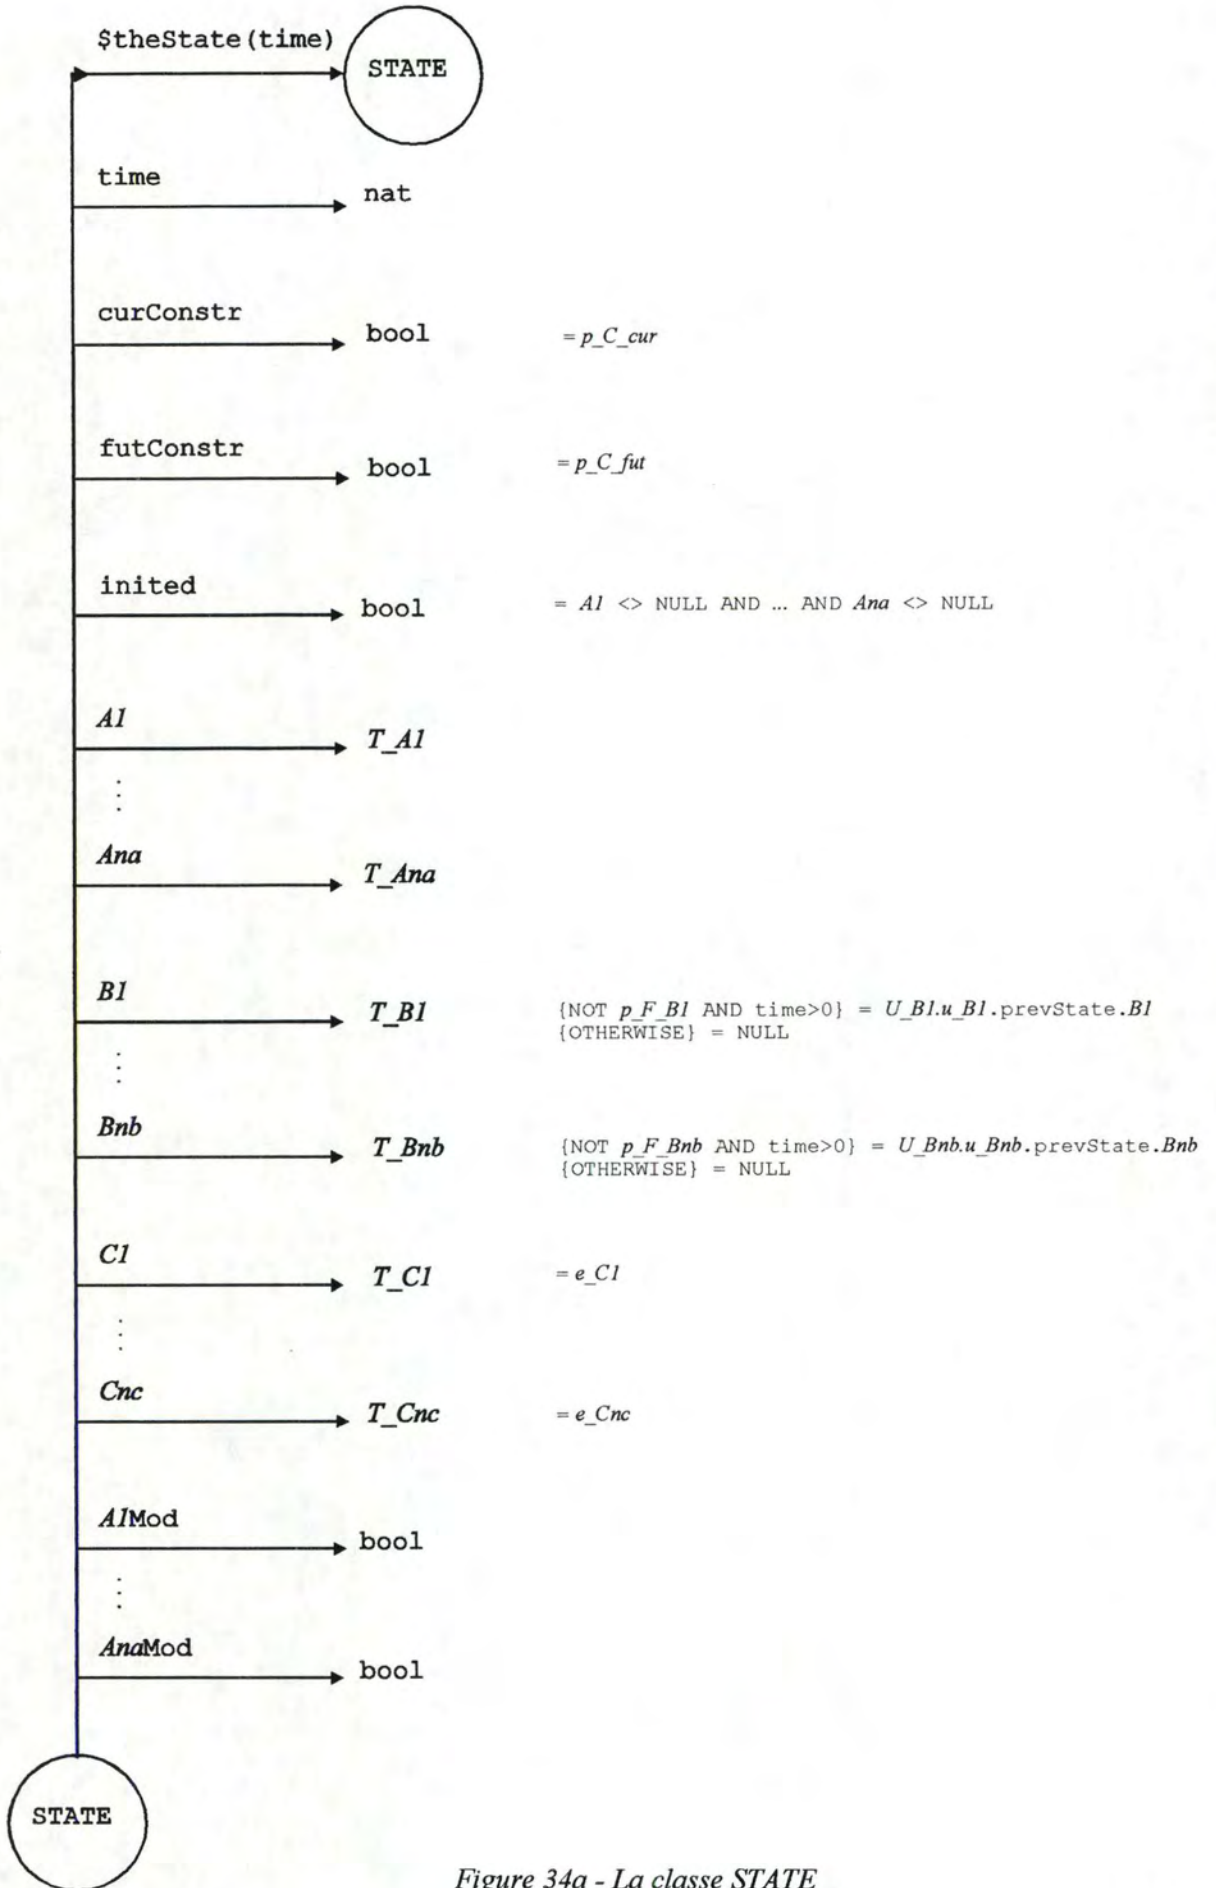 $theState(time)
STATE
time
nat
curConstr
bool
= p_C_cur
futConstr
bool
= p_C_fut
inited
bool
= A1 <> NULL AND ... AND Ana <> NULL
A1
T_A1
Ana
T_Ana
B1
T_B1
{NOT p_F_B1 AND time>0} = U_B1.u_B1.prevState.B1
{OTHERWISE} = NULL
Bnb
T_Bnb
{NOT p_F_Bnb AND time>0} = U_Bnb.u_Bnb.prevState.Bnb
{OTHERWISE} = NULL
C1
T_C1
= e_C1
Cnc
T_Cnc
= e_Cnc
A1Mod
bool
AnaMod
bool
STATE
Figure 34a - La classe STATE